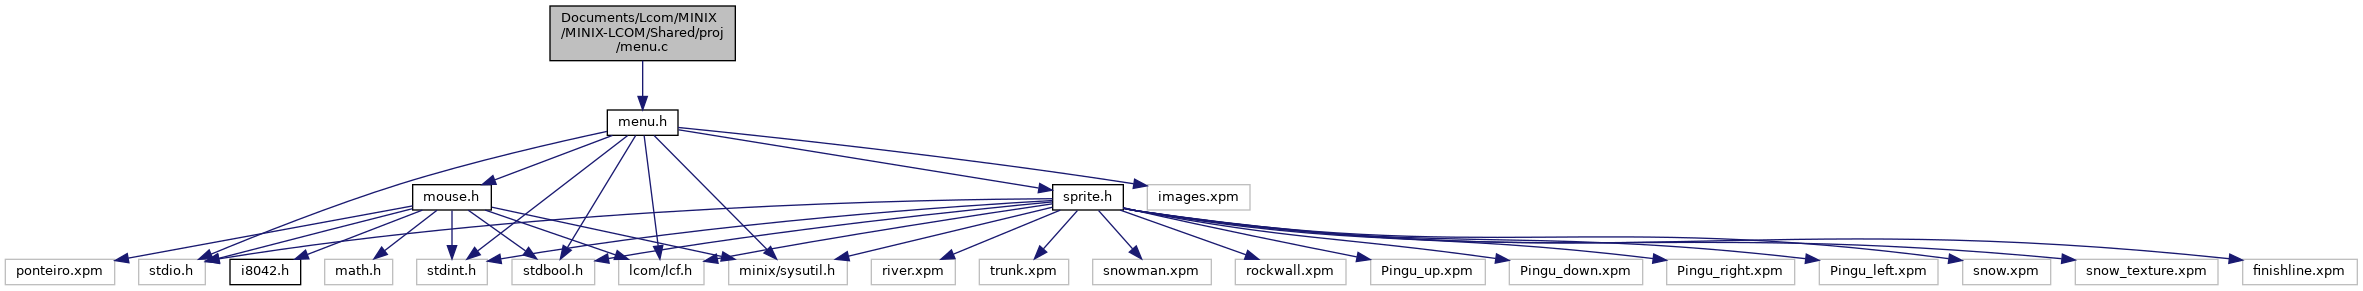 Documents/Lcom/MINIX
/MINIX-LCOM/Shared/proj
/menu.c
menu.h
mouse.h
sprite.h
images.xpm
ponteiro.xpm
stdio.h
i8042.h
math.h
stdint.h
stdbool.h
lcom/lcf.h
minix/sysutil.h
river.xpm
trunk.xpm
snowman.xpm
rockwall.xpm
Pingu_up.xpm
Pingu_down.xpm
Pingu_right.xpm
Pingu_left.xpm
snow.xpm
snow_texture.xpm
finishline.xpm